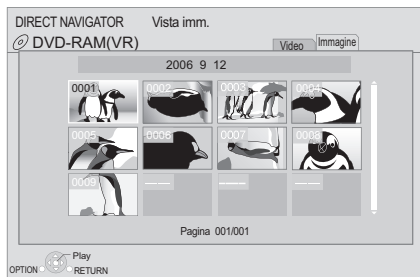 DIRECT NAVIGATOR Vista imm.
DVD-RAM(VR)
Video Immagine
2006 9 12
0001 0002 0003 0004
0005 0006 0007 0008
0009 --- --- ---
Pagina 001/001
Play
OPTION RETURN